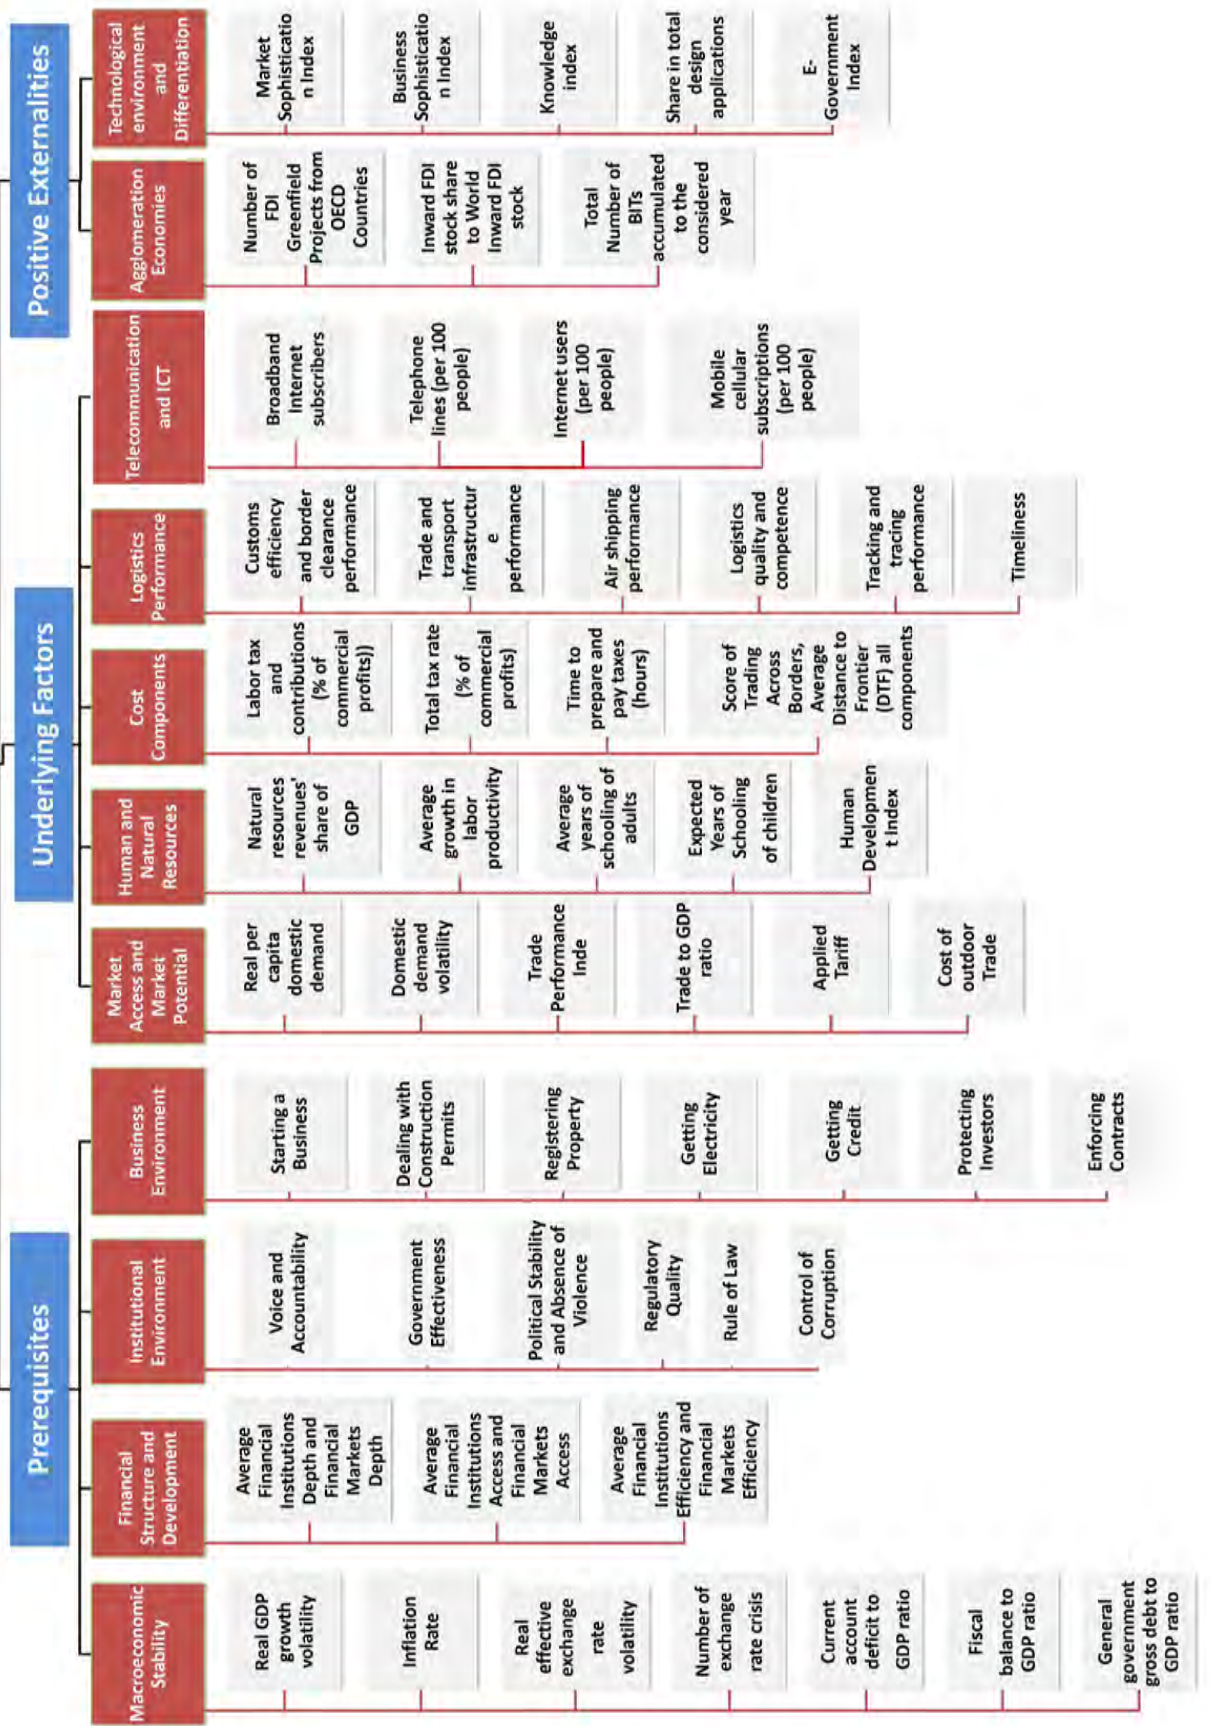 Prerequisites
Macroeconomic
Stability
Real GDP
growth
volatility
Inflation
Rate
Real
effective
exchange
rate
volatility
Number of
exchange
rate crisis
Current
account
deficit to
GDP ratio
Fiscal
balance to
GDP ratio
General
government
gross debt to
GDP ratio
Financial
Structure and
Development
Average
Financial
Institutions
Depth and
Financial
Markets
Depth
Average
Financial
Institutions
Access and
Financial
Markets
Access
Average
Financial
Institutions
Efficiency and
Financial
Markets
Efficiency
Institutional
Environment
Voice and
Accountability
Government
Effectiveness
Political Stability
and Absence of
Violence
Regulatory
Quality
Rule of Law
Control of
Corruption
Business
Environment
Starting a
Business
Dealing with
Construction
Permits
Registering
Property
Getting
Electricity
Getting
Credit
Protecting
Investors
Enforcing
Contracts
Underlying Factors
Market
Access and
Market
Potential
Real per
capita
domestic
demand
Domestic
demand
volatility
Trade
Performance
Inde
Trade to GDP
ratio
Applied
Tariff
Cost of
outdoor
Trade
Human and
Natural
Resources
Natural
resources
revenues'
share of
GDP
Average
growth in
labor
productivity
Average
years of
schooling of
adults
Expected
Years of
Schooling
of children
Human
Developmen
t Index
Cost
Components
Labor tax
and
contributions
(% of
commercial
profits))
Total tax rate
(% of
commercial
profits)
Time to
prepare and
pay taxes
(hours)
Score of
Trading
Across
Borders,
Average
Distance to
Frontier
(DTF) all
components
Logistics
Performance
Customs
efficiency
and border
clearance
performance
Trade and
transport
infrastructur
e
performance
Air shipping
performance
Logistics
quality and
competence
Tracking and
tracing
performance
Timeliness
Telecommunication
and ICT
Broadband
Internet
subscribers
Telephone
lines (per 100
people)
Internet users
(per 100
people)
Mobile
cellular
subscriptions
(per 100
people)
Positive Externalities
Agglomeration
Economies
Number of
FDI
Greenfield
Projects from
OECD
Countries
Inward FDI
stock share
to World
Inward FDI
stock
Total
Number of
BITs
accumulated
to the
considered
year
Technological
environment
and
Differentiation
Market
Sophisticatio
n Index
Business
Sophisticatio
n Index
Knowledge
index
Share in total
design
applications
E-
Government
Index